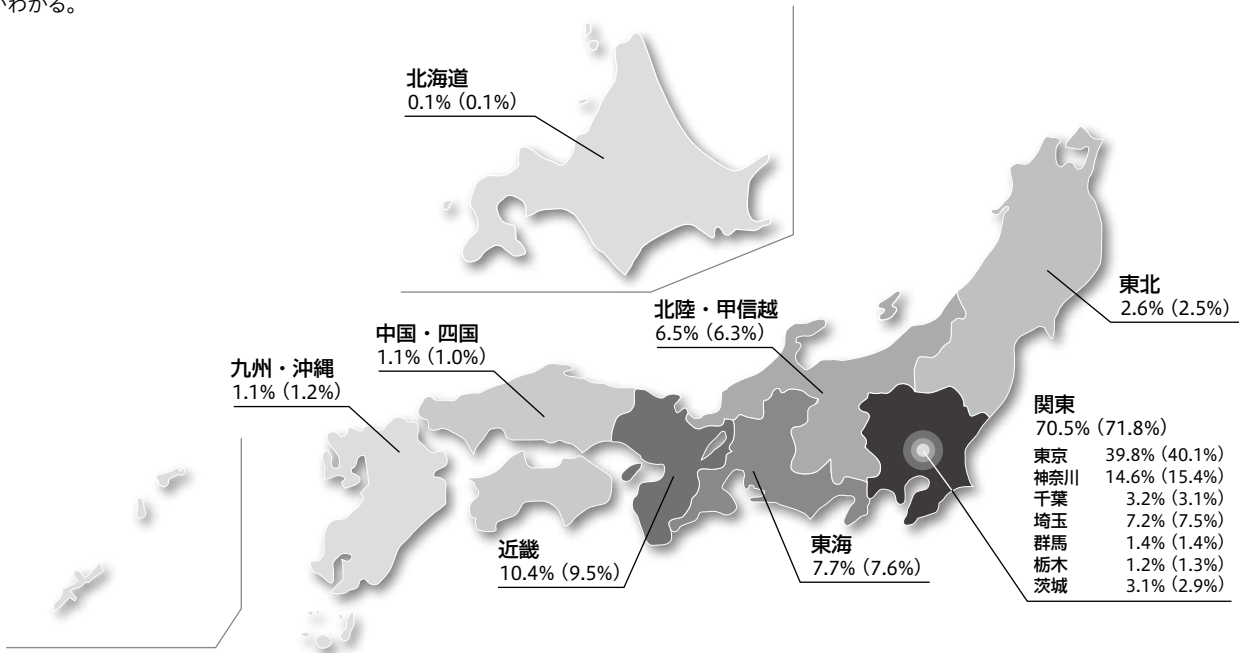 わかる。
北海道
0.1%（0.1%）
東北
2.6%（2.5%）
北陸・甲信越
6.5%（6.3%）
中国・四国
1.1%（1.0%）
九州・沖縄
1.1%（1.2%）
関東
70.5%（71.8%）
東京 39.8%（40.1%）
神奈川 14.6%（15.4%）
千葉 3.2%（3.1%）
埼玉 7.2%（7.5%）
群馬 1.4%（1.4%）
栃木 1.2%（1.3%）
茨城 3.1%（2.9%）
近畿
10.4%（9.5%）
東海
7.7%（7.6%）